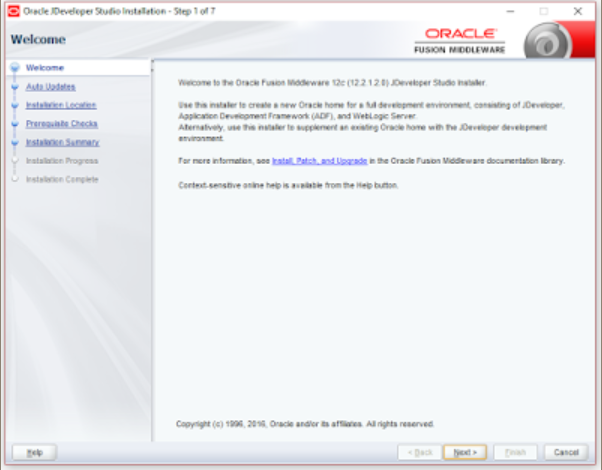 Oracle JDeveloper Studio Installation - Step 1 of 7
Welcome
ORACLE
FUSION MIDDLEWARE
Welcome
Auto Updates
Installation Location
Prerequisite Checks
Installation Summary
Installation Progress
Installation Complete
Welcome to the Oracle Fusion Middleware 12c (12.2.1.2.0) JDeveloper Studio Installer.
Use this installer to create a new Oracle home for a full development environment, consisting of JDeveloper,
Application Development Framework (ADF), and WebLogic Server.
Alternatively, use this installer to supplement an existing Oracle home with the JDeveloper development
environment.
For more information, see Install, Patch, and Upgrade in the Oracle Fusion Middleware documentation library.
Context-sensitive online help is available from the Help button.
Copyright (c) 1996, 2016, Oracle and/or its affiliates. All rights reserved.
Help
< Back
Next >
Finish
Cancel